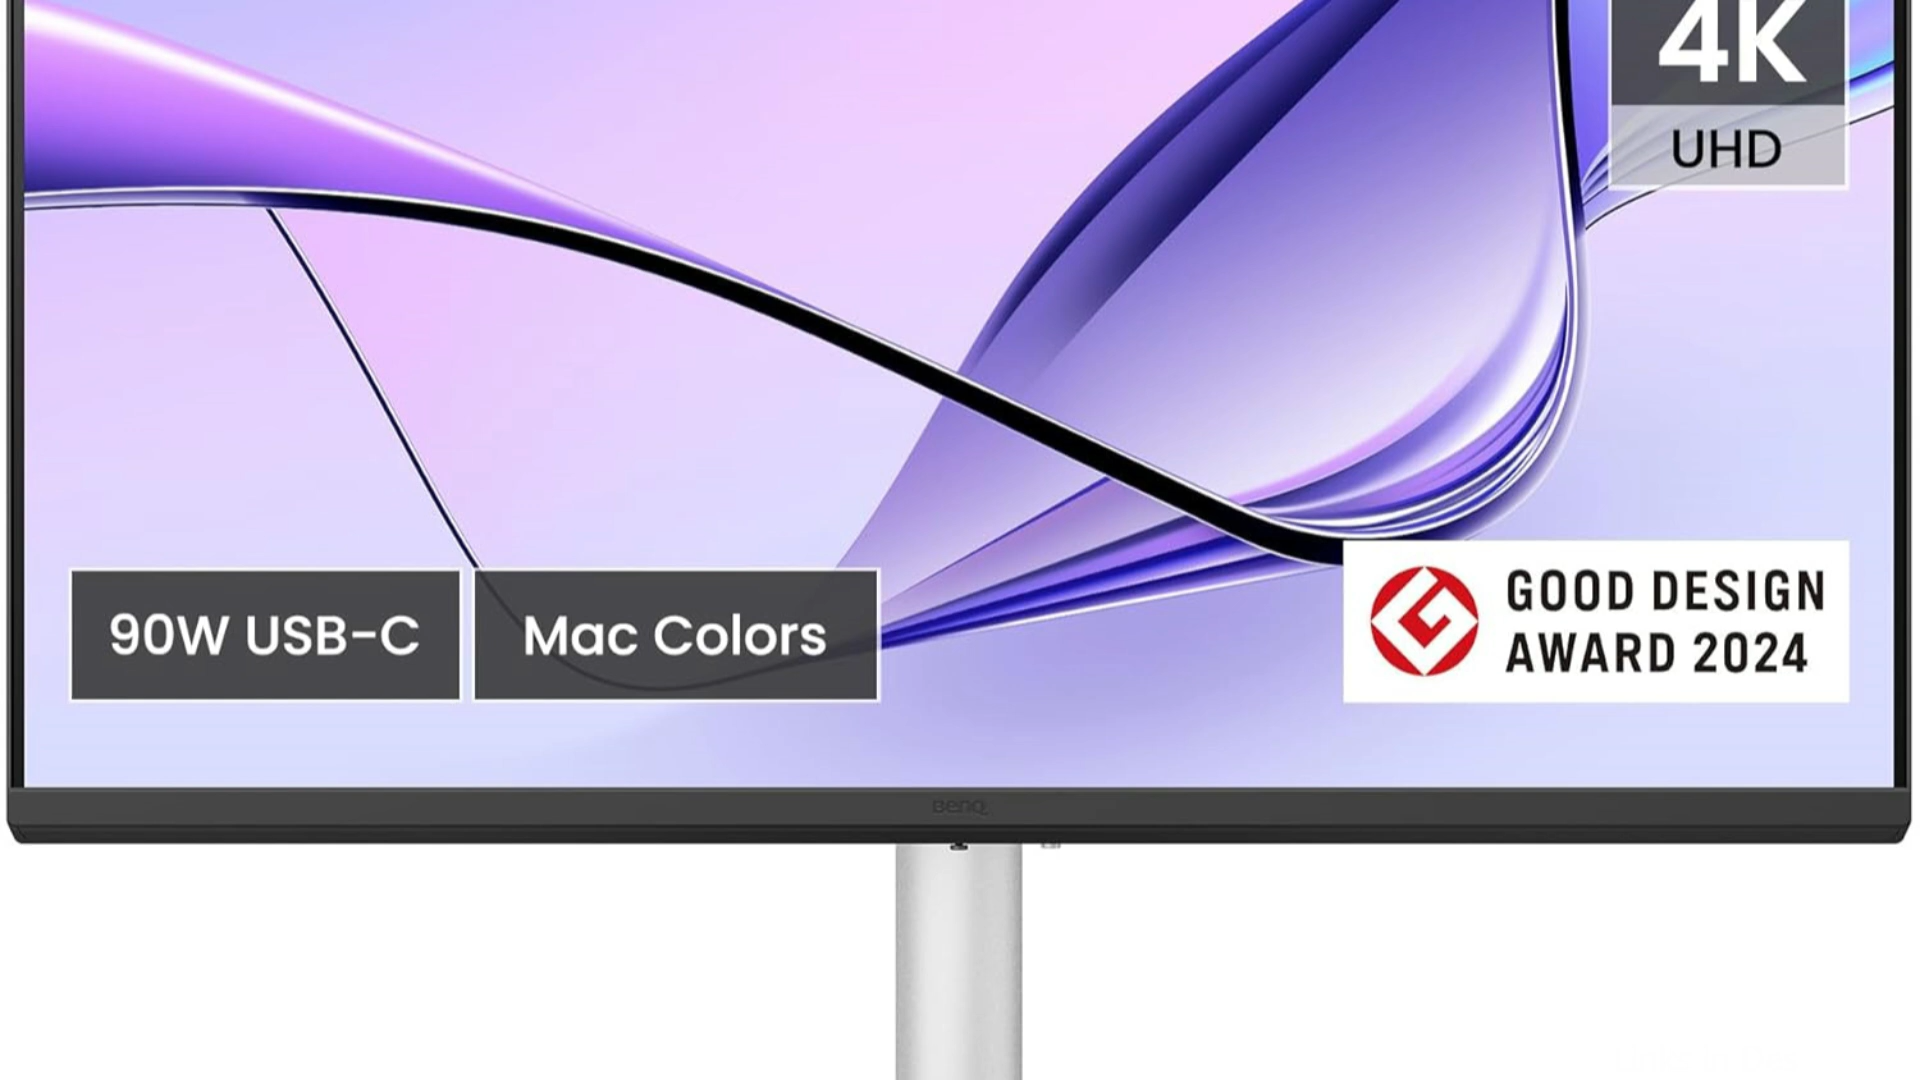 4K
UHD
90W USB-C
Mac Colors
GOOD DESIGN
AWARD 2024
BenQ